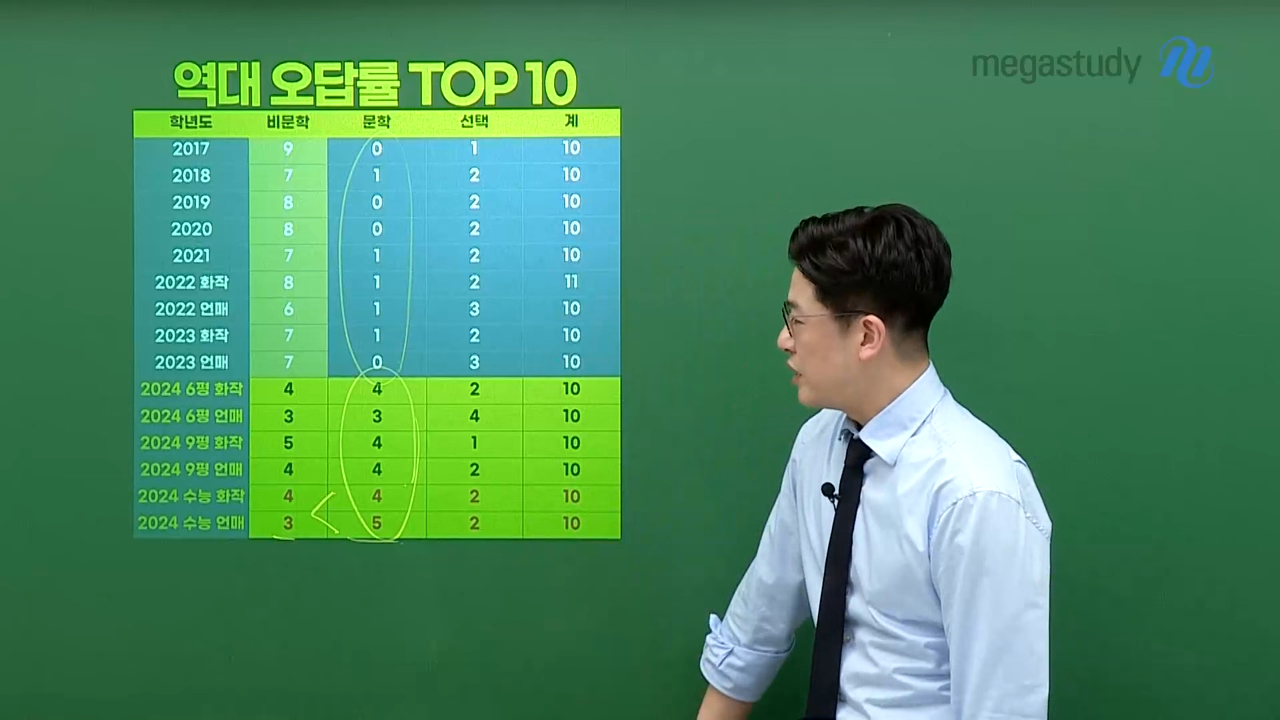 megastudy
역대 오답률 TOP 10
학년도 비문학 문학 선택 계
2017 9 0 1 10
2018 7 1 2 10
2019 8 0 2 10
2020 8 0 2 10
2021 7 1 2 10
2022 화작 8 1 2 11
2022 언매 6 1 3 10
2023 화작 7 1 2 10
2023 언매 7 0 3 10
2024 6평 화작 4 4 2 10
2024 6평 언매 3 3 4 10
2024 9평 화작 5 4 1 10
2024 9평 언매 4 4 2 10
2024 수능 화작 4 4 2 10
2024 수능 언매 3 < 5 2 10